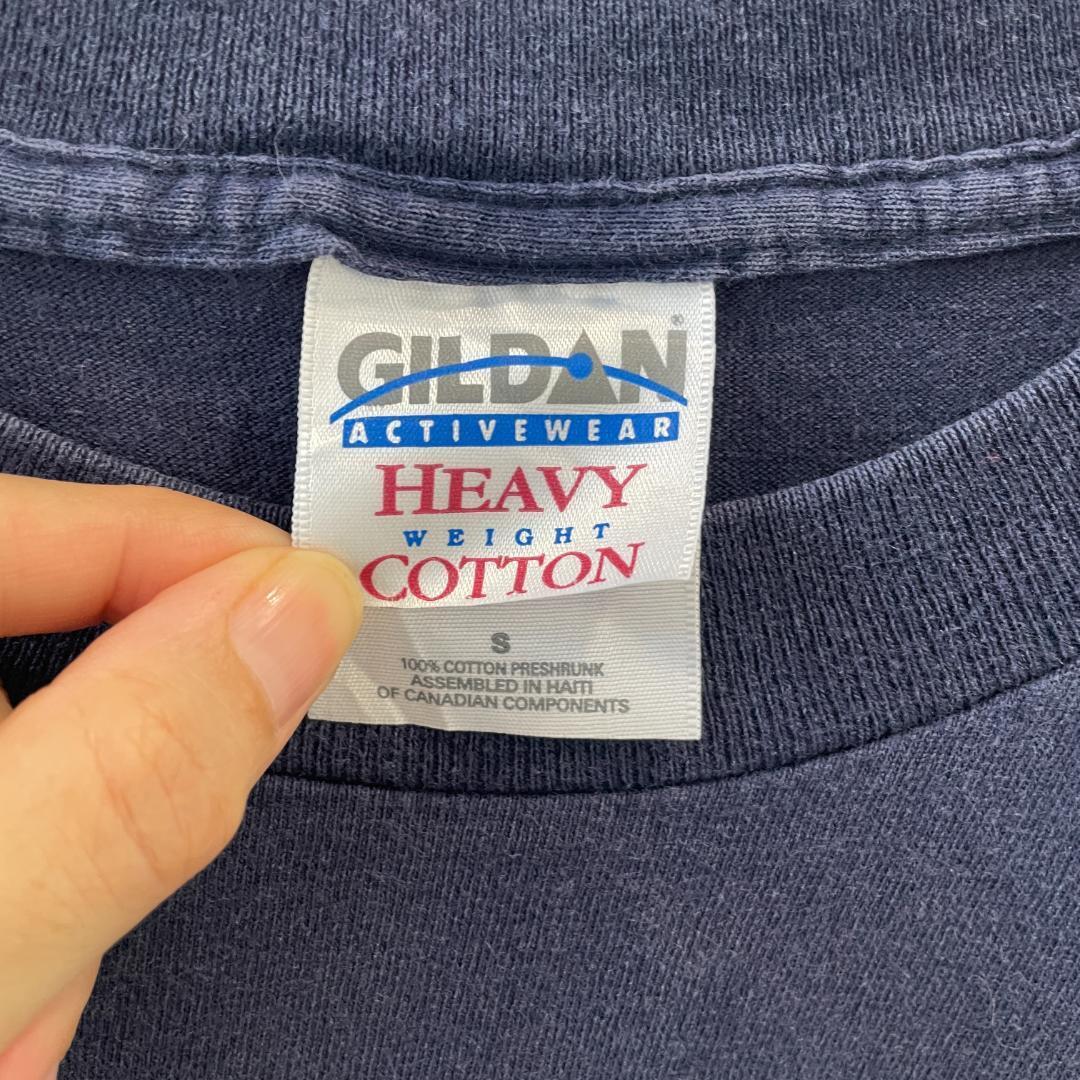 GILDAN®
ACTIVEWEAR
HEAVY
WEIGHT
COTTON
S
100% COTTON PRESHRUNK
ASSEMBLED IN HAITI
OF CANADIAN COMPONENTS